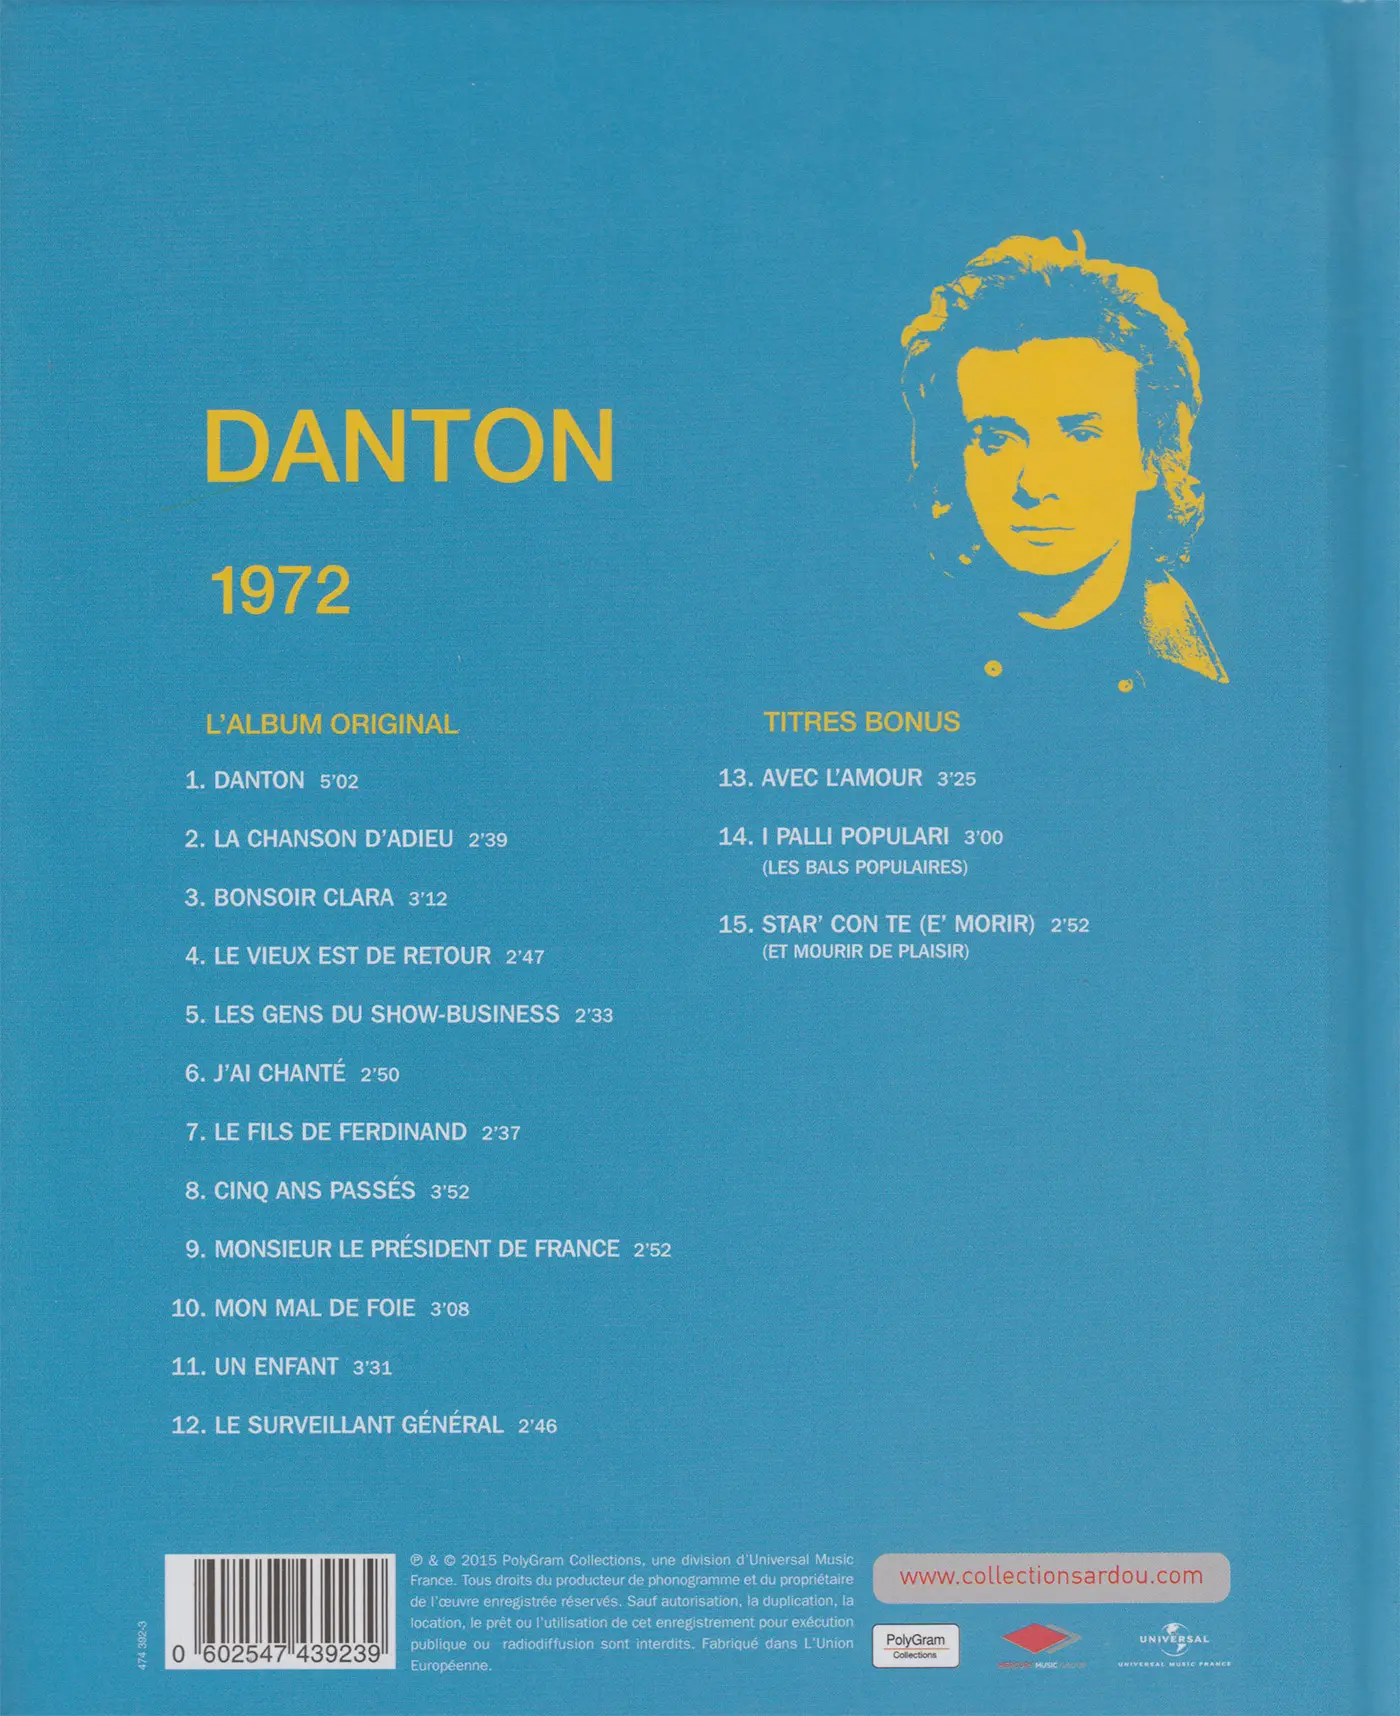 DANTON
1972
L'ALBUM ORIGINAL
1. DANTON 5'02
2. LA CHANSON D'ADIEU 2'39
3. BONSOIR CLARA 3'12
4. LE VIEUX EST DE RETOUR 2'47
5. LES GENS DU SHOW-BUSINESS 2'33
6. J'AI CHANTÉ 2'50
7. LE FILS DE FERDINAND 2'37
8. CINQ ANS PASSÉS 3'52
9. MONSIEUR LE PRÉSIDENT DE FRANCE 2'52
10. MON MAL DE FOIE 3'08
11. UN ENFANT 3'31
12. LE SURVEILLANT GÉNÉRAL 2'46
TITRES BONUS
13. AVEC L'AMOUR 3'25
14. I PALLI POPULARI 3'00
(LES BALS POPULAIRES)
15. STAR' CON TE (E' MORIR) 2'52
(ET MOURIR DE PLAISIR)
474 392-3
0 602547 439239
℗ & © 2015 PolyGram Collections, une division d'Universal Music
France. Tous droits du producteur de phonogramme et du propriétaire
de l'œuvre enregistrée réservés. Sauf autorisation, la duplication, la
location, le prêt ou l'utilisation de cet enregistrement pour exécution
publique ou radiodiffusion sont interdits. Fabriqué dans L'Union
Européenne.
www.collectionsardou.com
PolyGram
Collections
MERCURY MUSIC GROUP
UNIVERSAL
UNIVERSAL MUSIC FRANCE